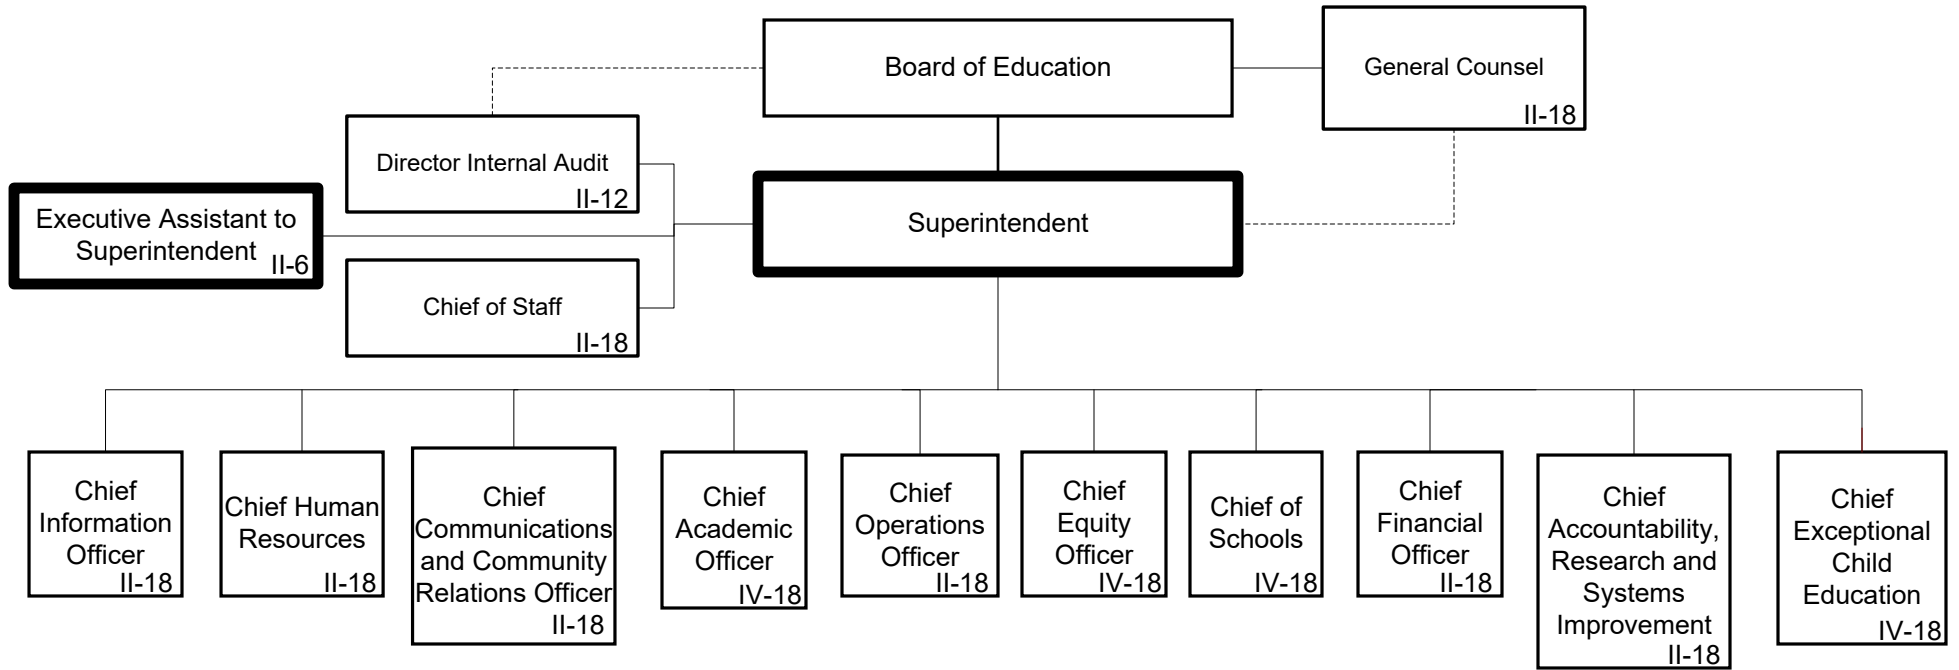 Board of Education
General Counsel
II-18
Director Internal Audit
II-12
Executive Assistant to
Superintendent
II-6
Superintendent
Chief of Staff
II-18
Chief
Information
Officer
II-18
Chief Human
Resources
II-18
Chief
Communications
and Community
Relations Officer
II-18
Chief
Academic
Officer
IV-18
Chief
Operations
Officer
II-18
Chief
Equity
Officer
IV-18
Chief of
Schools
IV-18
Chief
Financial
Officer
II-18
Chief
Accountability,
Research and
Systems
Improvement
II-18
Chief
Exceptional
Child
Education
IV-18